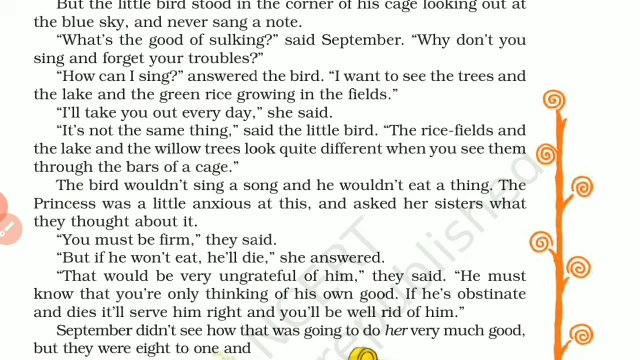 But the little bird stood in the corner of his cage looking out at
the blue sky, and never sang a note.
“What’s the good of sulking?” said September. “Why don’t you
sing and forget your troubles?”
“How can I sing?” answered the bird. “I want to see the trees and
the lake and the green rice growing in the fields.”
“I’ll take you out every day,” she said.
“It’s not the same thing,” said the little bird. “The rice-fields and
the lake and the willow trees look quite different when you see them
through the bars of a cage.”
The bird wouldn’t sing a song and he wouldn’t eat a thing. The
Princess was a little anxious at this, and asked her sisters what
they thought about it.
“You must be firm,” they said.
“But if he won’t eat, he’ll die,” she answered.
“That would be very ungrateful of him,” they said. “He must
know that you’re only thinking of his own good. If he’s obstinate
and dies it’ll serve him right and you’ll be well rid of him.”
September didn’t see how that was going to do her very much good,
but they were eight to one and
NCERT
republished